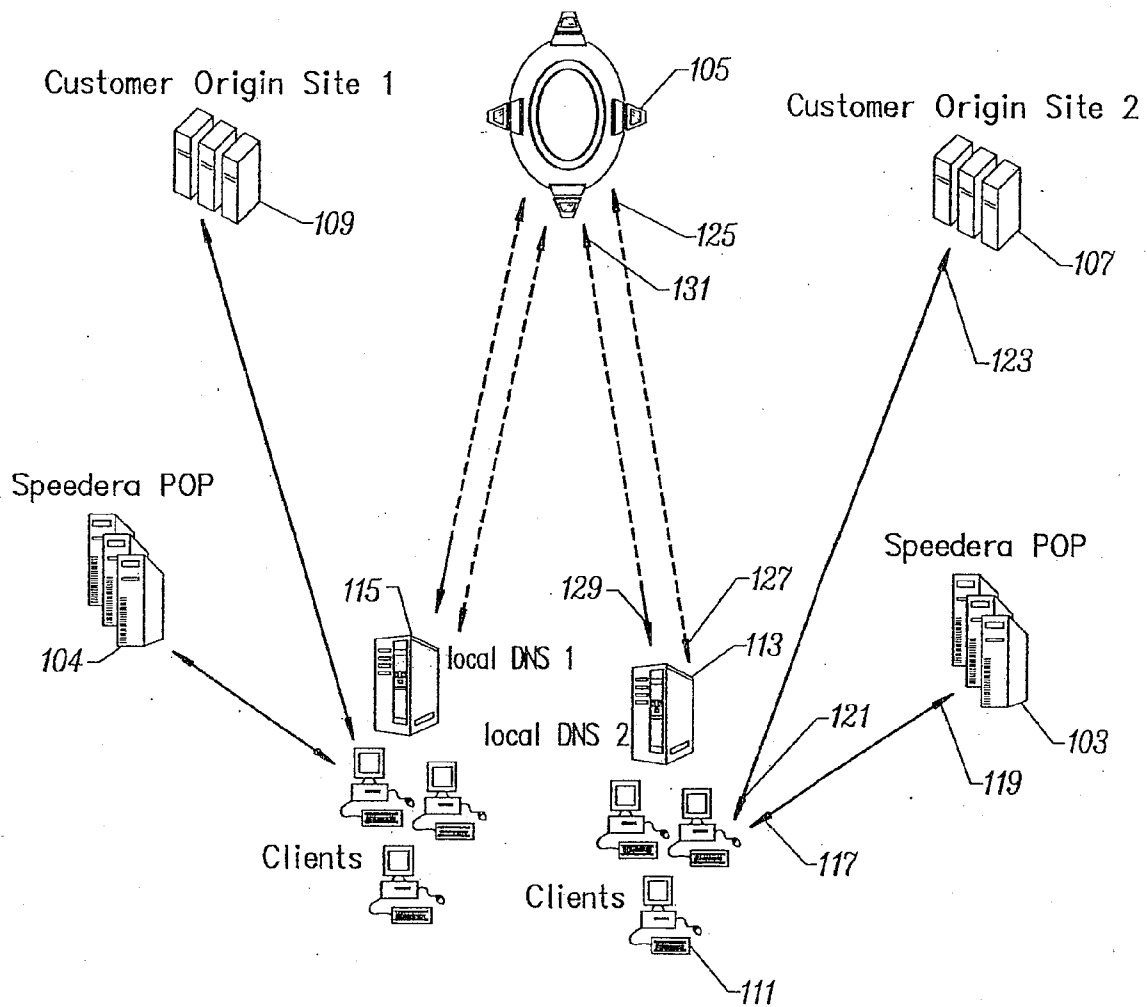 105
Customer Origin Site 1
Customer Origin Site 2
109
125
107
131
123
Speedera POP
Speedera POP
115
129
127
104
local DNS 1
113
local DNS 2
121
103
119
Clients
117
Clients
111